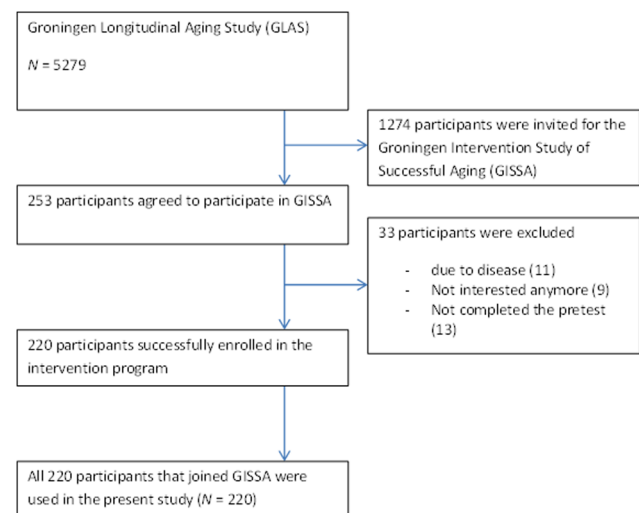 Groningen Longitudinal Aging Study (GLAS)
N = 5279
1274 participants were invited for the
Groningen Intervention Study of
Successful Aging (GISSA)
253 participants agreed to participate in GISSA
33 participants were excluded
- due to disease (11)
- Not interested anymore (9)
- Not completed the pretest
(13)
220 participants successfully enrolled in the
intervention program
All 220 participants that joined GISSA were
used in the present study (N = 220)